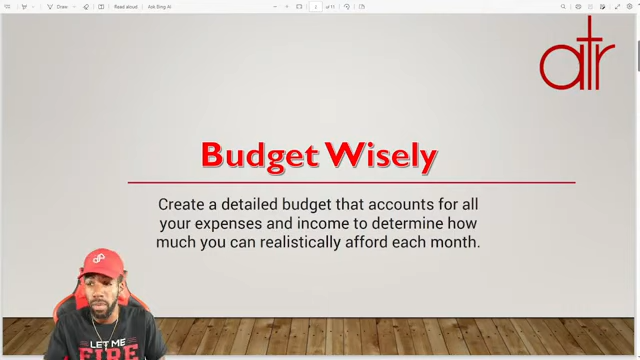 Draw
Read aloud
Ask Bing AI
1
of 11
atr
Budget Wisely
Create a detailed budget that accounts for all
your expenses and income to determine how
much you can realistically afford each month.
LET ME
FIRE